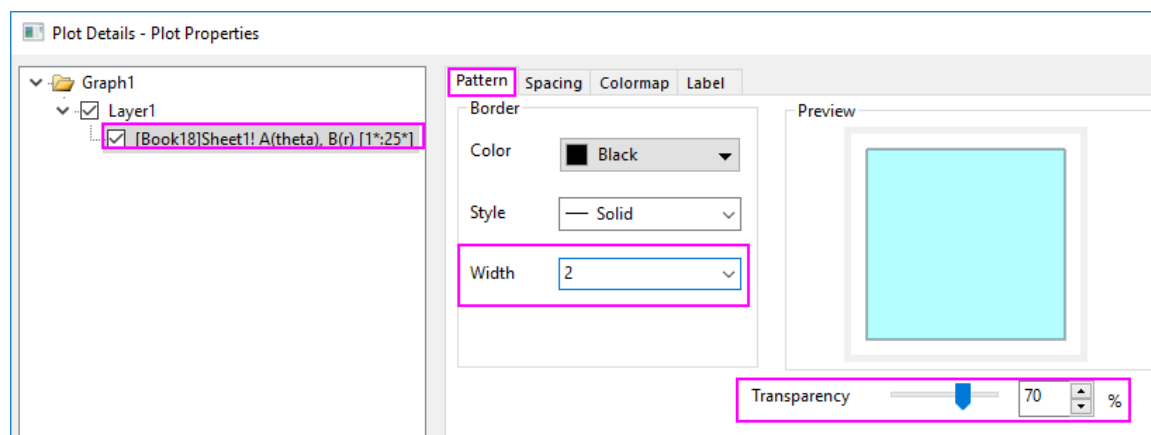 Plot Details - Plot Properties
Graph1
Layer1
[Book18]Sheet1! A(theta), B(r) [1*:25*]
Pattern Spacing Colormap Label
Border
Color Black
Style Solid
Width 2
Preview
Transparency 70 %